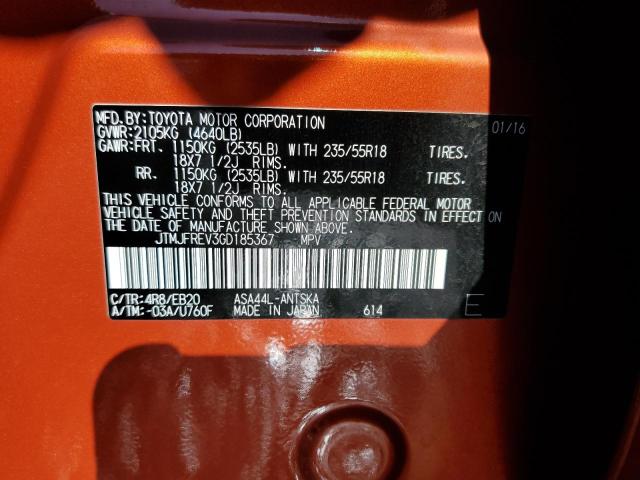 MFD.BY:TOYOTA MOTOR CORPORATION 01/16
GVWR:2105KG (4640LB)
GAWR:FRT. 1150KG (2535LB) WITH 235/55R18 TIRES.
18X7 1/2J RIMS.
RR. 1150KG (2535LB) WITH 235/55R18 TIRES.
18X7 1/2J RIMS.
THIS VEHICLE CONFORMS TO ALL APPLICABLE FEDERAL MOTOR
VEHICLE SAFETY AND THEFT PREVENTION STANDARDS IN EFFECT ON
THE DATE OF MANUFACTURE SHOWN ABOVE.
JTMJFREV3GD185367 MPV
C/TR:4R8/EB20 ASA44L-ANTSKA E
A/TM:-03A/U760F MADE IN JAPAN 614